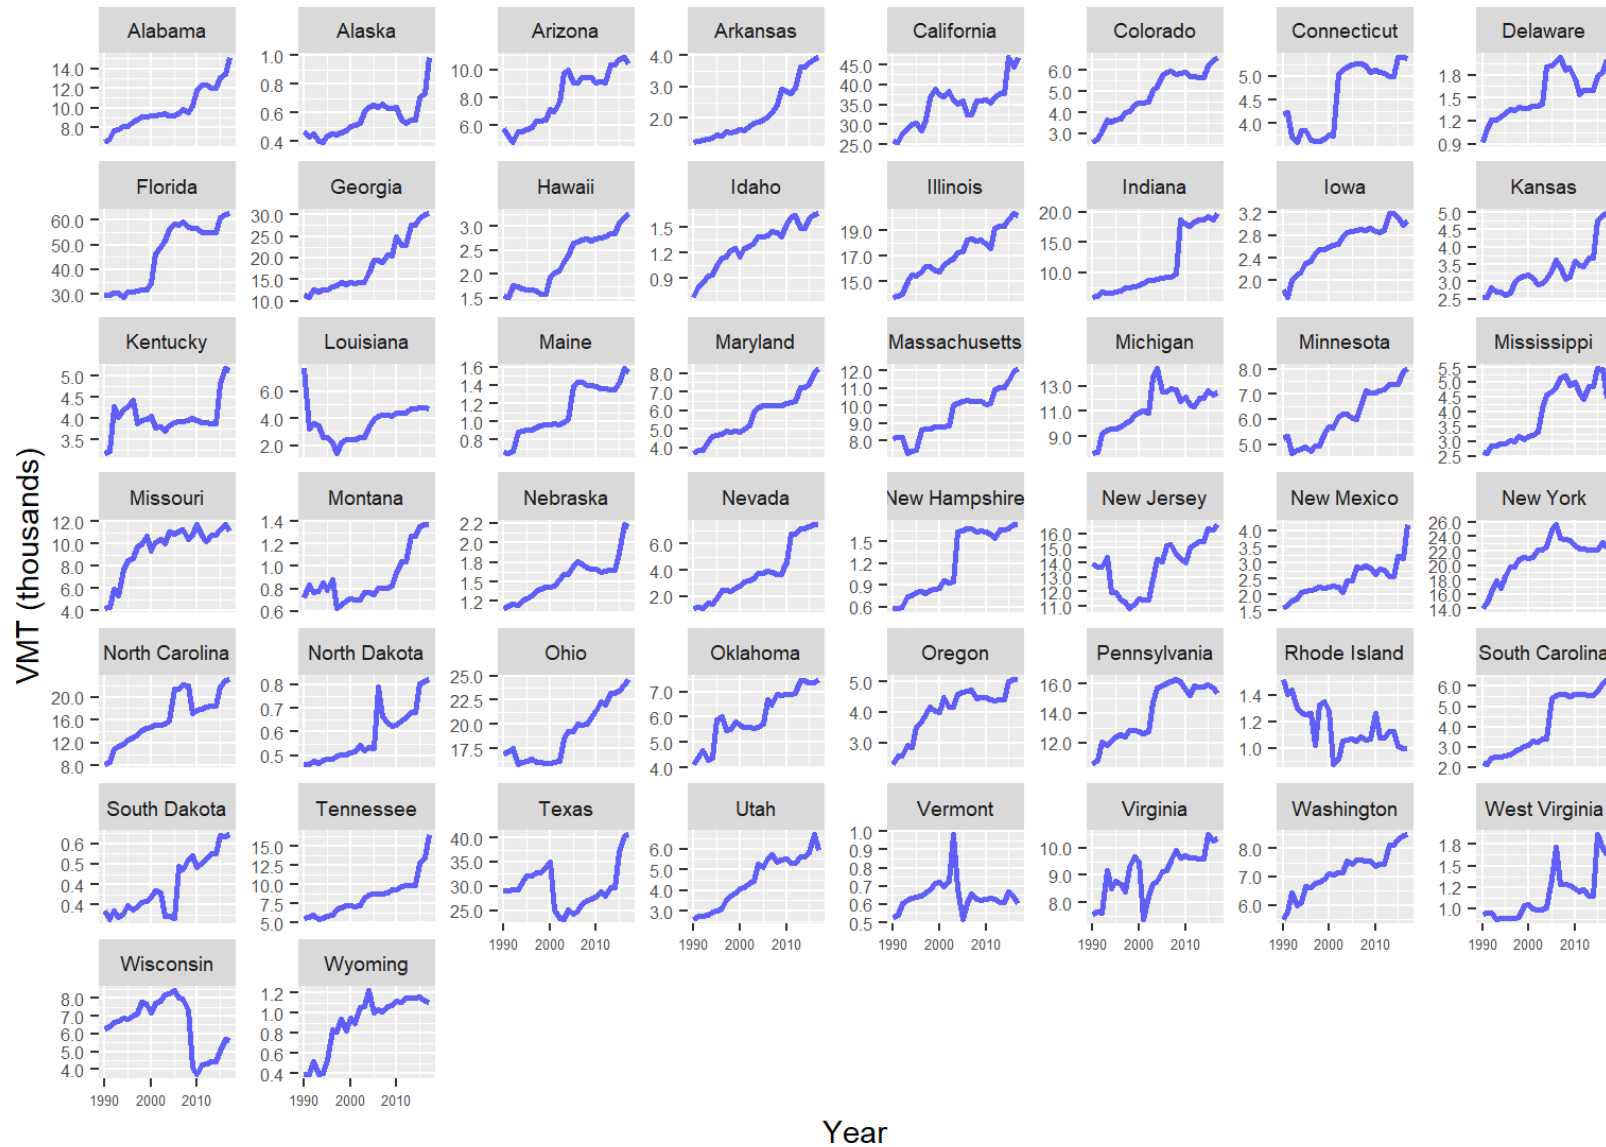 Alabama Alaska Arizona Arkansas California Colorado Connecticut Delaware
14.0 12.0 10.0 8.0
1.0 0.8 0.6 0.4
10.0 8.0 6.0
4.0 3.0 2.0
45.0 40.0 35.0 30.0 25.0
6.0 5.0 4.0 3.0
5.0 4.5 4.0
1.8 1.5 1.2 0.9
Florida Georgia Hawaii Idaho Illinois Indiana Iowa Kansas
60.0 50.0 40.0 30.0
30.0 25.0 20.0 15.0 10.0
3.0 2.5 2.0 1.5
1.5 1.2 0.9
19.0 17.0 15.0
20.0 15.0 10.0
3.2 2.8 2.4 2.0
5.0 4.5 4.0 3.5 3.0 2.5
Kentucky Louisiana Maine Maryland Massachusetts Michigan Minnesota Mississippi
5.0 4.5 4.0 3.5
6.0 4.0 2.0
1.6 1.4 1.2 1.0 0.8
8.0 7.0 6.0 5.0 4.0
12.0 11.0 10.0 9.0 8.0
13.0 11.0 9.0
8.0 7.0 6.0 5.0
5.5 5.0 4.5 4.0 3.5 3.0 2.5
Missouri Montana Nebraska Nevada New Hampshire New Jersey New Mexico New York
12.0 10.0 8.0 6.0 4.0
1.4 1.2 1.0 0.8 0.6
2.2 2.0 1.8 1.5 1.2
6.0 4.0 2.0
1.5 1.2 0.9 0.6
16.0 15.0 14.0 13.0 12.0 11.0
4.0 3.5 3.0 2.5 2.0 1.5
26.0 24.0 22.0 20.0 18.0 16.0 14.0
North Carolina North Dakota Ohio Oklahoma Oregon Pennsylvania Rhode Island South Carolina
20.0 16.0 12.0 8.0
0.8 0.7 0.6 0.5
25.0 22.5 20.0 17.5
7.0 6.0 5.0 4.0
5.0 4.0 3.0
16.0 14.0 12.0
1.4 1.2 1.0
6.0 5.0 4.0 3.0 2.0
South Dakota Tennessee Texas Utah Vermont Virginia Washington West Virginia
0.6 0.5 0.4 0.4
15.0 12.5 10.0 7.5 5.0
40.0 35.0 30.0 25.0
6.0 5.0 4.0 3.0
1.0 0.9 0.8 0.7 0.6 0.5
10.0 9.0 8.0
8.0 7.0 6.0
1.8 1.5 1.2 1.0
1990 2000 2010 1990 2000 2010 1990 2000 2010 1990 2000 2010 1990 2000 2010 1990 2000 2010
Wisconsin Wyoming
8.0 7.0 6.0 5.0 4.0
1.2 1.0 0.8 0.6 0.4
1990 2000 2010 1990 2000 2010
VMT (thousands)
Year